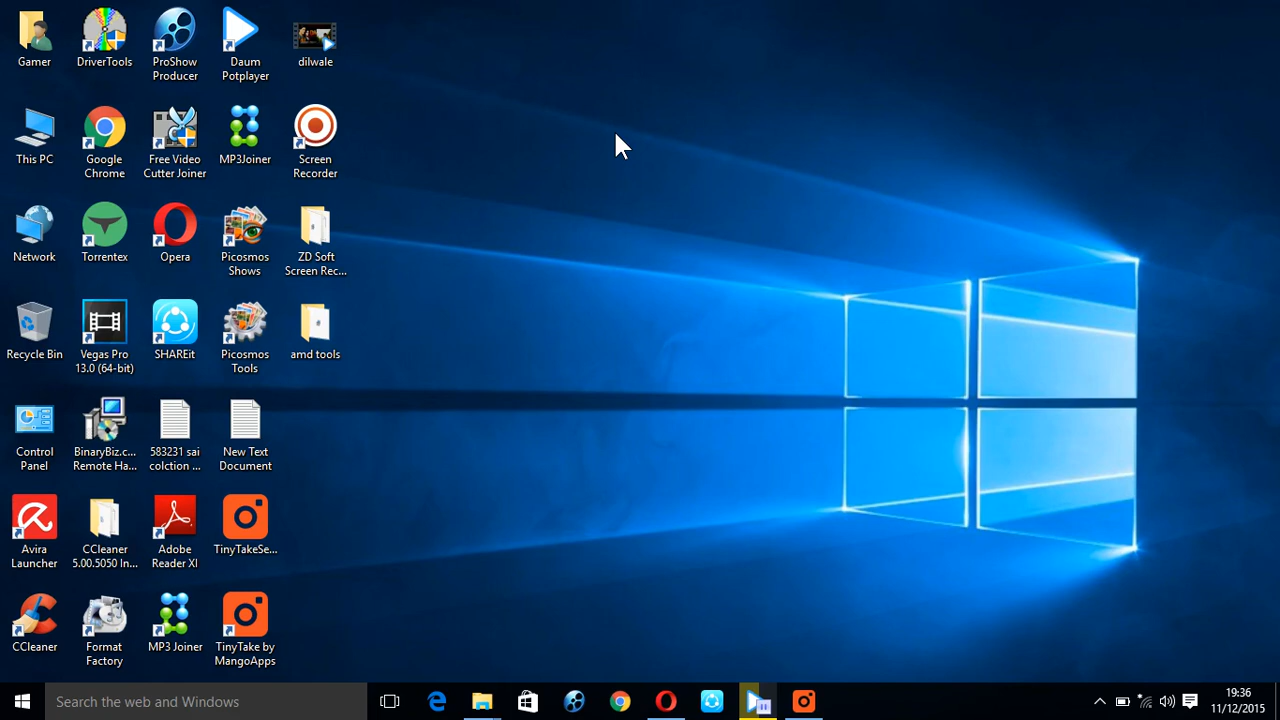 Gamer
DriverTools
ProShow
Producer
Daum
Potplayer
dilwale
This PC
Google
Chrome
Free Video
Cutter Joiner
MP3Joiner
Screen
Recorder
Network
Torrentex
Opera
Picosmos
Shows
ZD Soft
Screen Rec...
Recycle Bin
Vegas Pro
13.0 (64-bit)
SHAREit
Picosmos
Tools
amd tools
Control
Panel
BinaryBiz.c...
Remote Ha...
583231 sai
colction ...
New Text
Document
Avira
Launcher
CCleaner
5.00.5050 In...
Adobe
Reader XI
TinyTakeSe...
CCleaner
Format
Factory
MP3 Joiner
TinyTake by
MangoApps
Search the web and Windows
19:36
11/12/2015